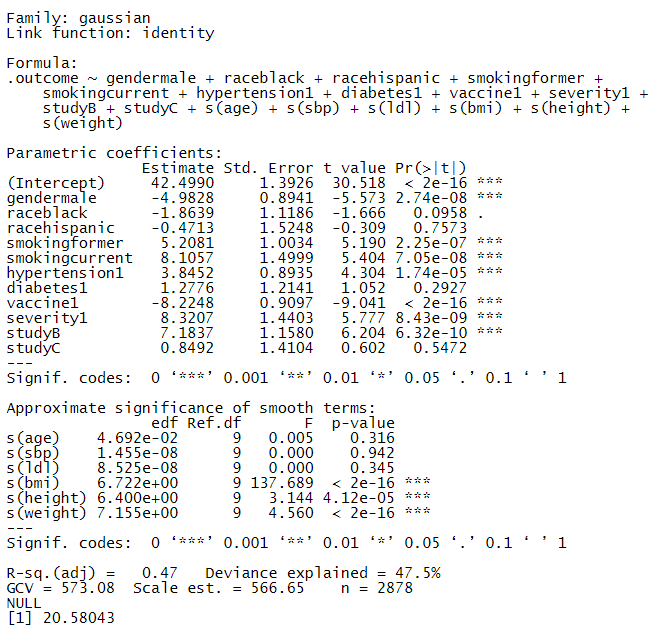 Family: gaussian
Link function: identity

Formula:
.outcome ~ gendermale + raceblack + racehispanic + smokingformer +
    smokingcurrent + hypertension1 + diabetes1 + vaccine1 + severity1 +
    studyB + studyC + s(age) + s(sbp) + s(ldl) + s(bmi) + s(height) +
    s(weight)

Parametric coefficients:
               Estimate Std. Error t value Pr(>|t|)
(Intercept)     42.4990     1.3926  30.518  < 2e-16 ***
gendermale      -4.9828     0.8941  -5.573 2.74e-08 ***
raceblack       -1.8639     1.1186  -1.666   0.0958 .
racehispanic    -0.4713     1.5248  -0.309   0.7573
smokingformer    5.2081     1.0034   5.190 2.25e-07 ***
smokingcurrent   8.1057     1.4999   5.404 7.05e-08 ***
hypertension1    3.8452     0.8935   4.304 1.74e-05 ***
diabetes1        1.2776     1.2141   1.052   0.2927
vaccine1        -8.2248     0.9097  -9.041  < 2e-16 ***
severity1        8.3207     1.4403   5.777 8.43e-09 ***
studyB           7.1837     1.1580   6.204 6.32e-10 ***
studyC           0.8492     1.4104   0.602   0.5472
---
Signif. codes:  0 ‘***’ 0.001 ‘**’ 0.01 ‘*’ 0.05 ‘.’ 0.1 ‘ ’ 1

Approximate significance of smooth terms:
                edf Ref.df       F  p-value
s(age)    4.692e-02      9   0.005    0.316
s(sbp)    1.455e-08      9   0.000    0.942
s(ldl)    8.525e-08      9   0.000    0.345
s(bmi)    6.722e+00      9 137.689  < 2e-16 ***
s(height) 6.400e+00      9   3.144 4.12e-05 ***
s(weight) 7.155e+00      9   4.560  < 2e-16 ***
---
Signif. codes:  0 ‘***’ 0.001 ‘**’ 0.01 ‘*’ 0.05 ‘.’ 0.1 ‘ ’ 1

R-sq.(adj) =   0.47   Deviance explained = 47.5%
GCV = 573.08  Scale est. = 566.65    n = 2878
NULL
[1] 20.58043